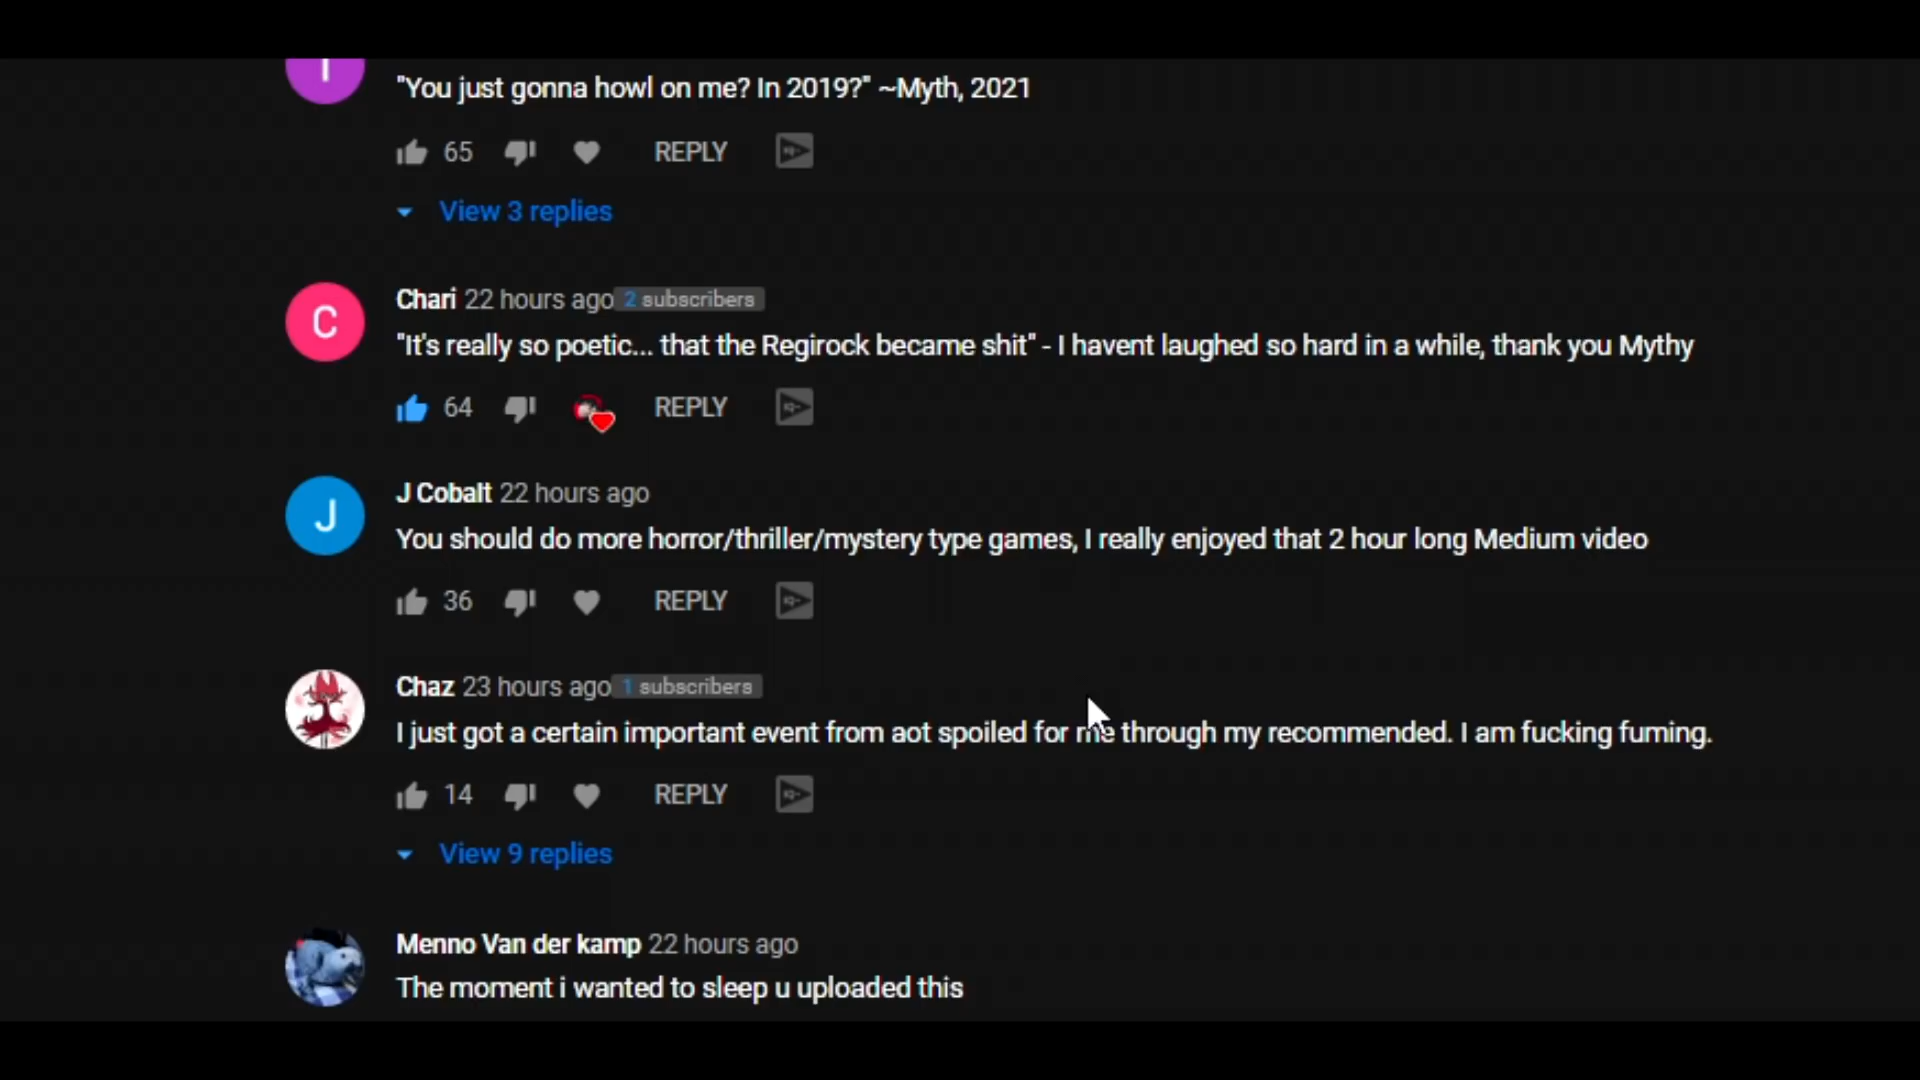 "You just gonna howl on me? In 2019?" ~Myth, 2021
65 REPLY
View 3 replies
C
Chari 22 hours ago 2 subscribers
"It's really so poetic... that the Regirock became shit" - I havent laughed so hard in a while, thank you Mythy
64 REPLY
J
J Cobalt 22 hours ago
You should do more horror/thriller/mystery type games, I really enjoyed that 2 hour long Medium video
36 REPLY
Chaz 23 hours ago 1 subscribers
I just got a certain important event from aot spoiled for me through my recommended. I am fucking fuming.
14 REPLY
View 9 replies
Menno Van der kamp 22 hours ago
The moment i wanted to sleep u uploaded this